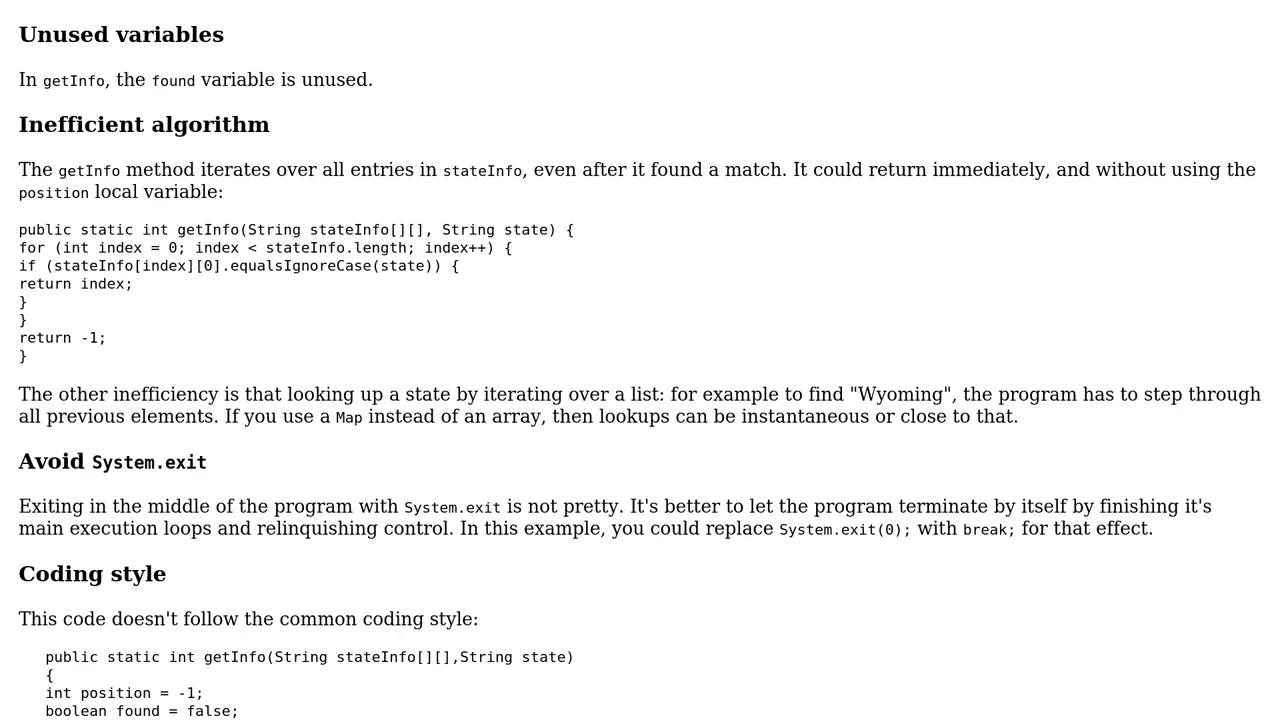 Unused variables
In getInfo, the found variable is unused.
Inefficient algorithm
The getInfo method iterates over all entries in stateInfo, even after it found a match. It could return immediately, and without using the
position local variable:
public static int getInfo(String stateInfo[][], String state) {
for (int index = 0; index < stateInfo.length; index++) {
if (stateInfo[index][0].equalsIgnoreCase(state)) {
return index;
}
}
return -1;
}
The other inefficiency is that looking up a state by iterating over a list: for example to find "Wyoming", the program has to step through
all previous elements. If you use a Map instead of an array, then lookups can be instantaneous or close to that.
Avoid System.exit
Exiting in the middle of the program with System.exit is not pretty. It's better to let the program terminate by itself by finishing it's
main execution loops and relinquishing control. In this example, you could replace System.exit(0); with break; for that effect.
Coding style
This code doesn't follow the common coding style:
public static int getInfo(String stateInfo[][],String state)
{
int position = -1;
boolean found = false;